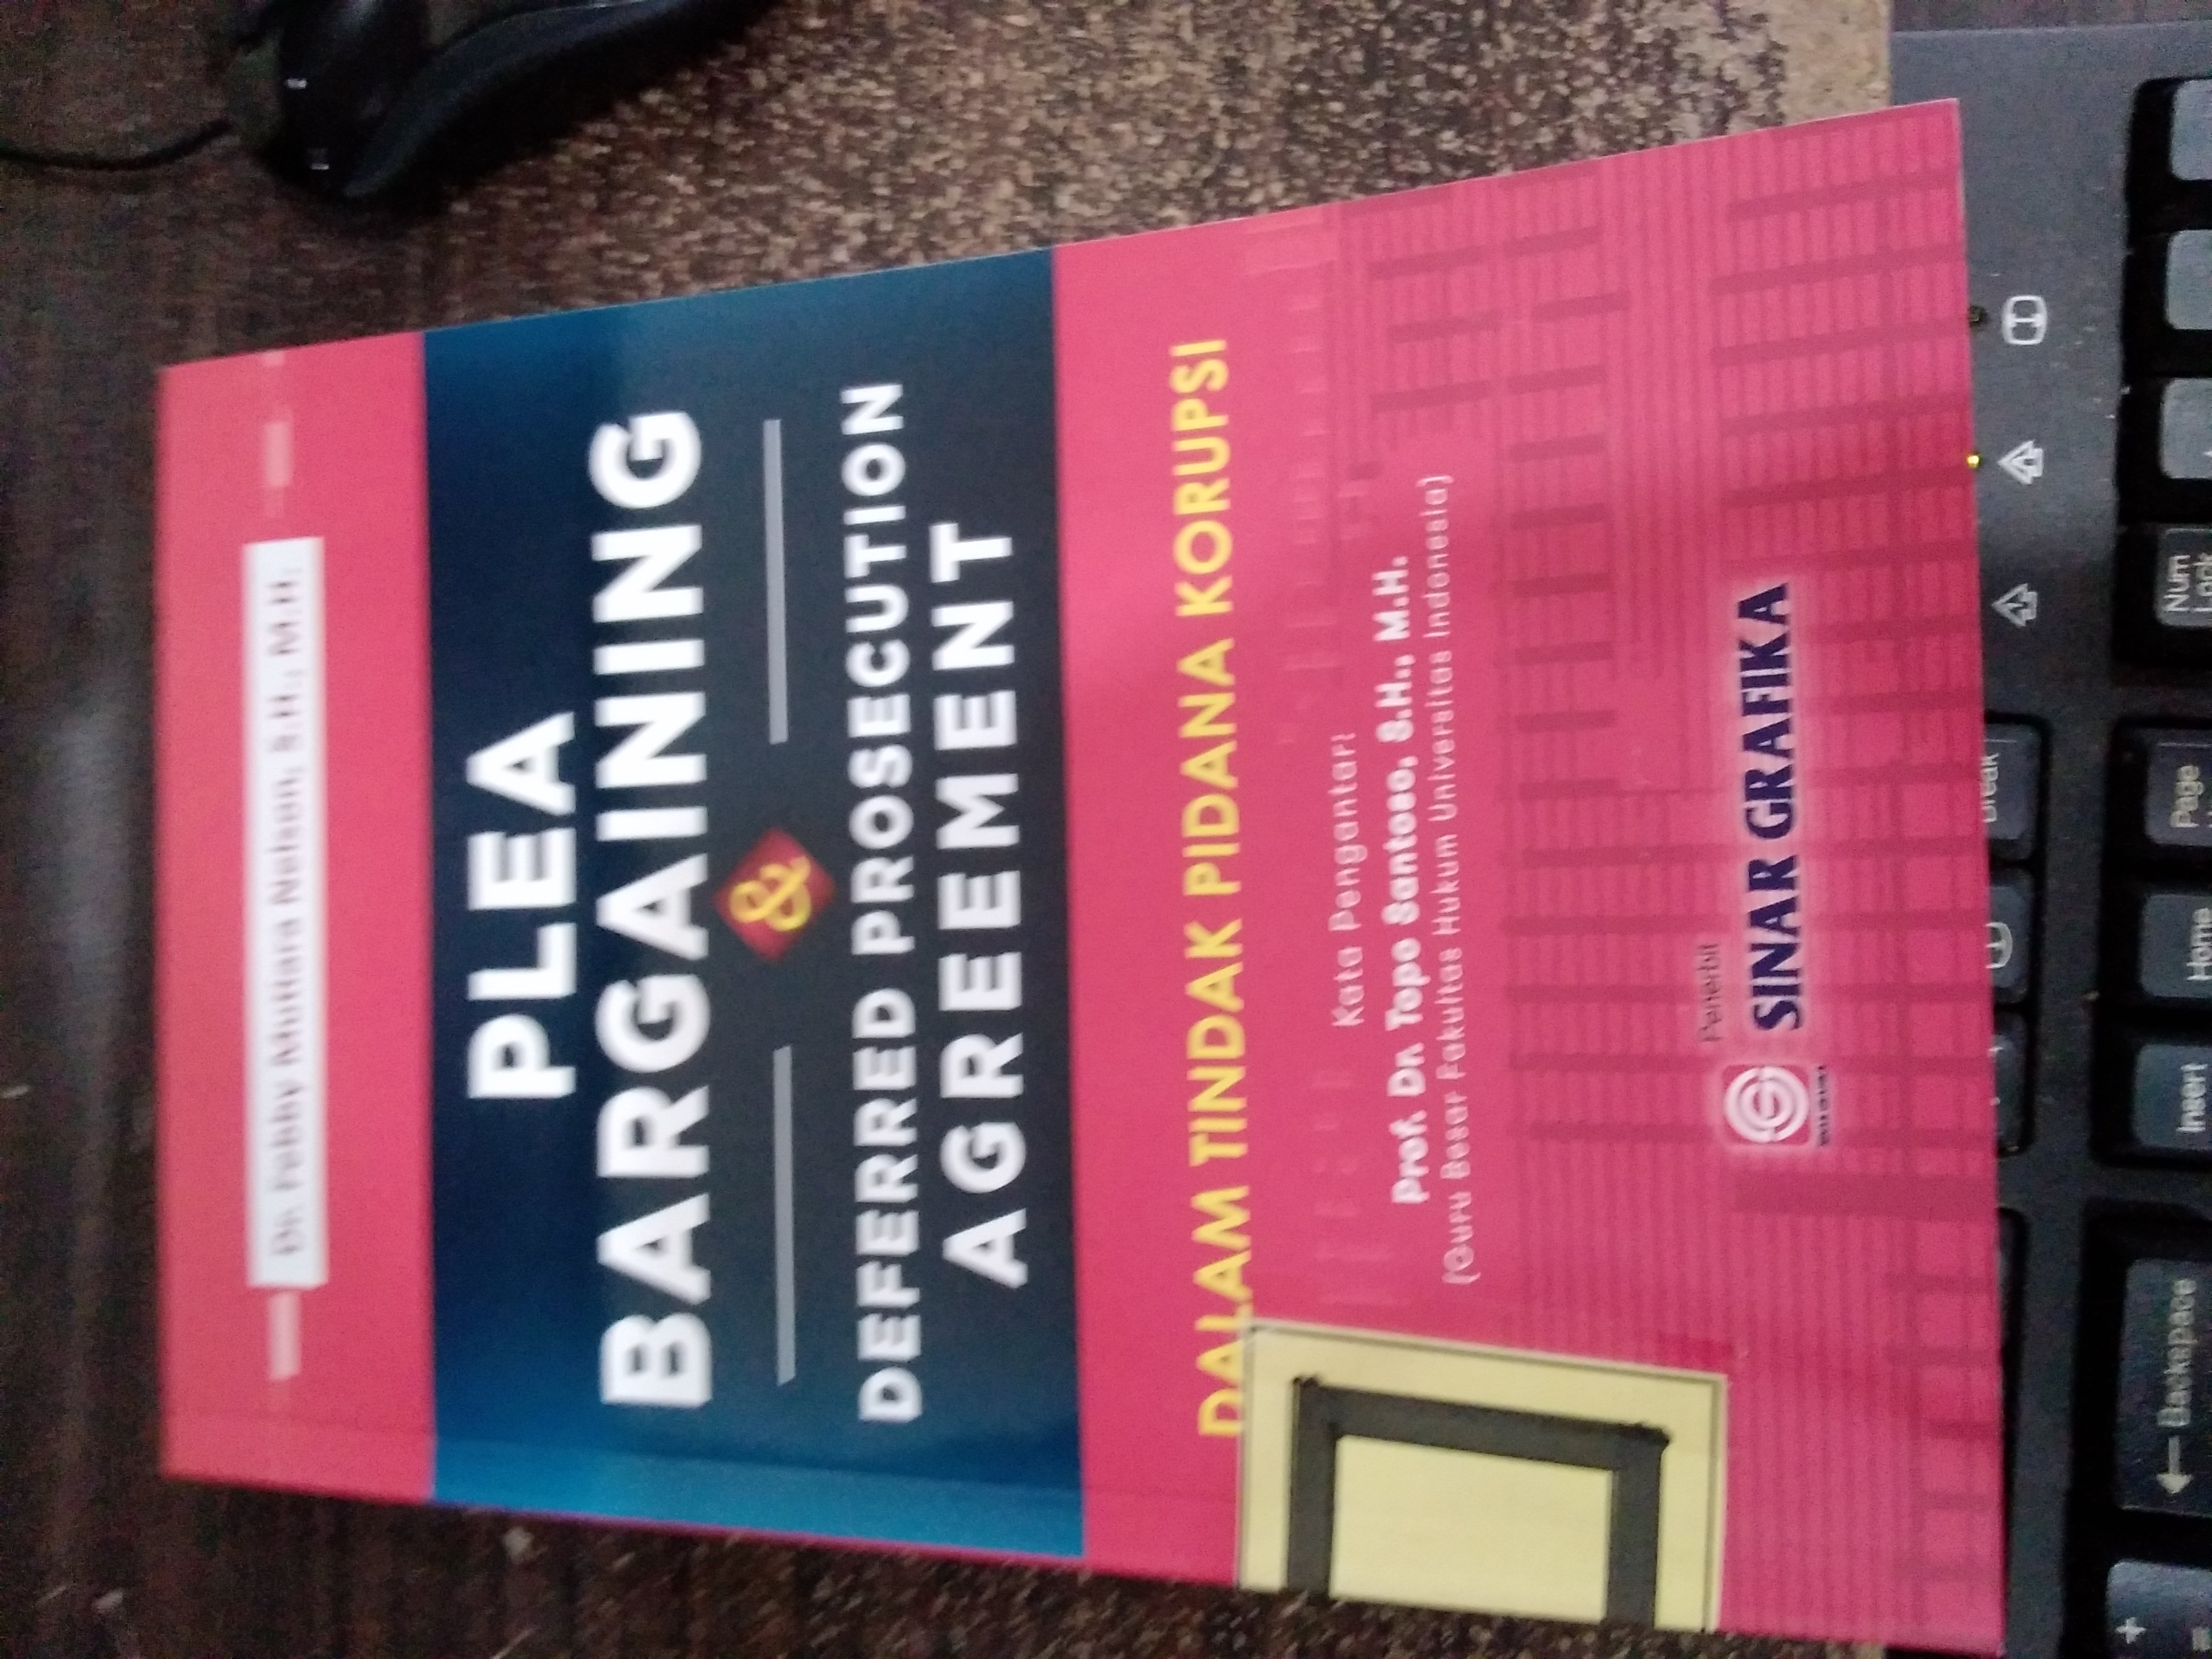 Dr. Febby Mutiara Nelson, S.H., M.H.
PLEA
BARGAINING
&
DEFERRED PROSECUTION
AGREEMENT
DALAM TINDAK PIDANA KORUPSI
Kata Pengantar:
Prof. Dr. Topo Santoso, S.H., M.H.
(Guru Besar Fakultas Hukum Universitas Indonesia)
Penerbit
SINAR GRAFIKA
Num
Lock
Break
Page
Home
Insert
← Backspace
+
=